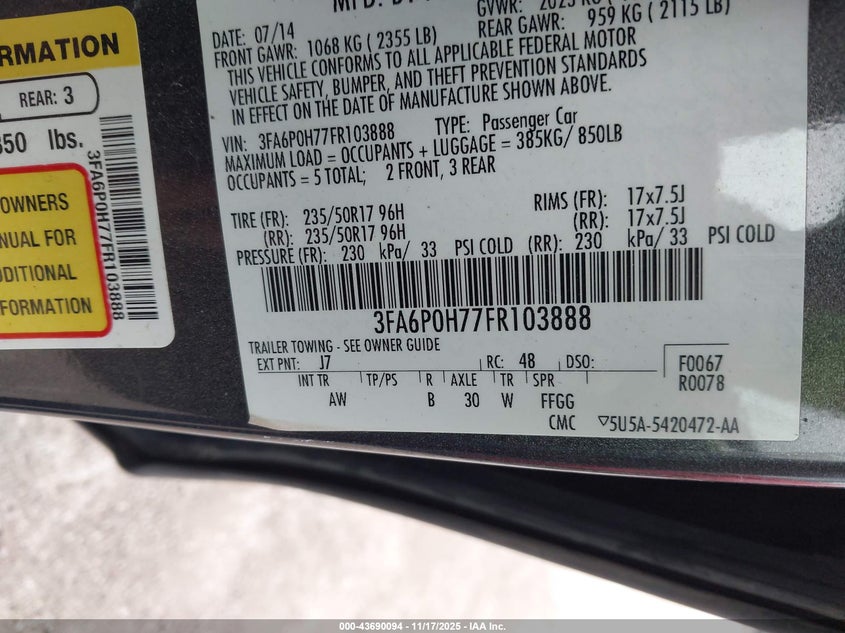 RMATION
REAR: 3
350 lbs.
OWNERS
NUAL FOR
DDITIONAL
FORMATION
3FA6P0H77FR103888
DATE: 07/14
FRONT GAWR: 1068 KG ( 2355 LB)
REAR GAWR: 959 KG ( 2115 LB)
THIS VEHICLE CONFORMS TO ALL APPLICABLE FEDERAL MOTOR
VEHICLE SAFETY, BUMPER, AND THEFT PREVENTION STANDARDS
IN EFFECT ON THE DATE OF MANUFACTURE SHOWN ABOVE.
VIN: 3FA6P0H77FR103888 TYPE: Passenger Car
MAXIMUM LOAD = OCCUPANTS + LUGGAGE = 385KG/ 850LB
OCCUPANTS = 5 TOTAL; 2 FRONT, 3 REAR
TIRE (FR): 235/50R17 96H RIMS (FR): 17x7.5J
(RR): 235/50R17 96H (RR): 17x7.5J
PRESSURE (FR): 230 kPa/ 33 PSI COLD (RR): 230 kPa/ 33 PSI COLD
3FA6P0H77FR103888
TRAILER TOWING - SEE OWNER GUIDE
EXT PNT: J7 RC: 48 DSO:
INT TR TP/PS R AXLE TR SPR
AW B 30 W FFGG
F0067
R0078
CMC 5U5A-5420472-AA
000-43690094 - 11/17/2025 - IAA Inc.